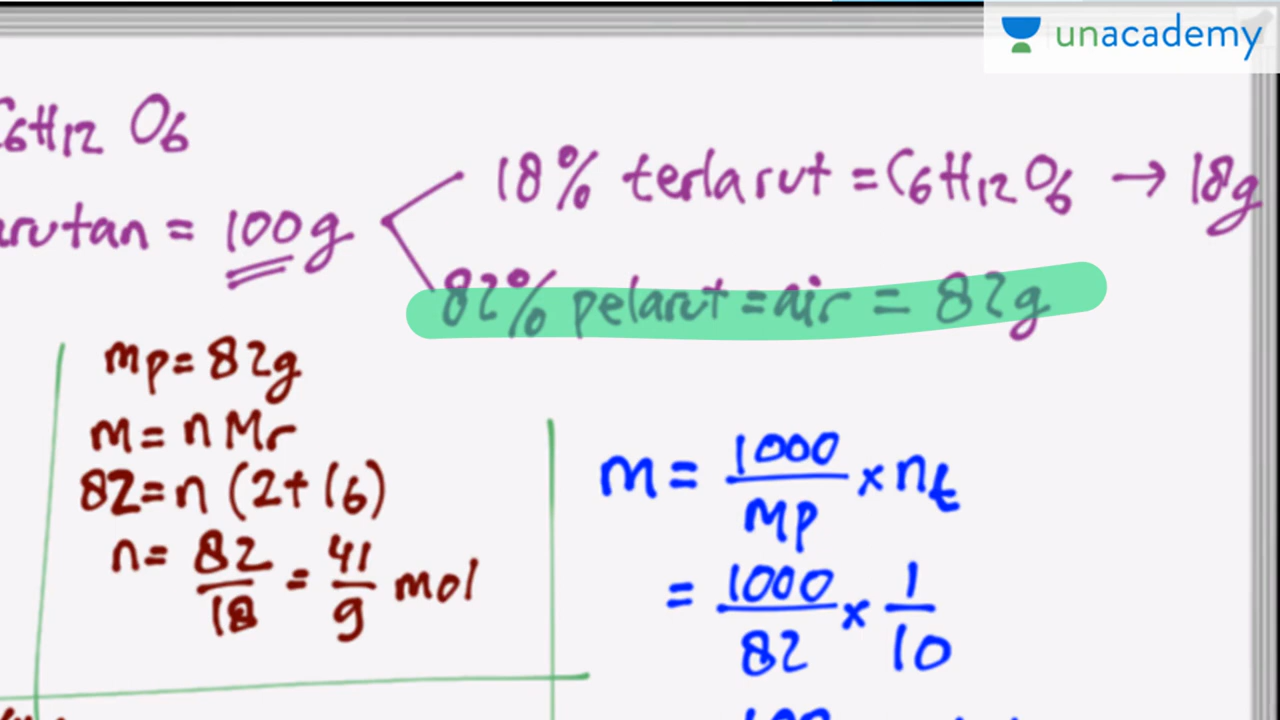 unacademy
C6H12 O6
arutan = 100g
18% terlarut = C6H12O6 → 18g
82% pelarut = air = 82g
mp = 82g
m = n Mr
82 = n (2+16)
n = 82/18 = 41/9 mol
m = 1000/mp × nt
= 1000/82 × 1/10